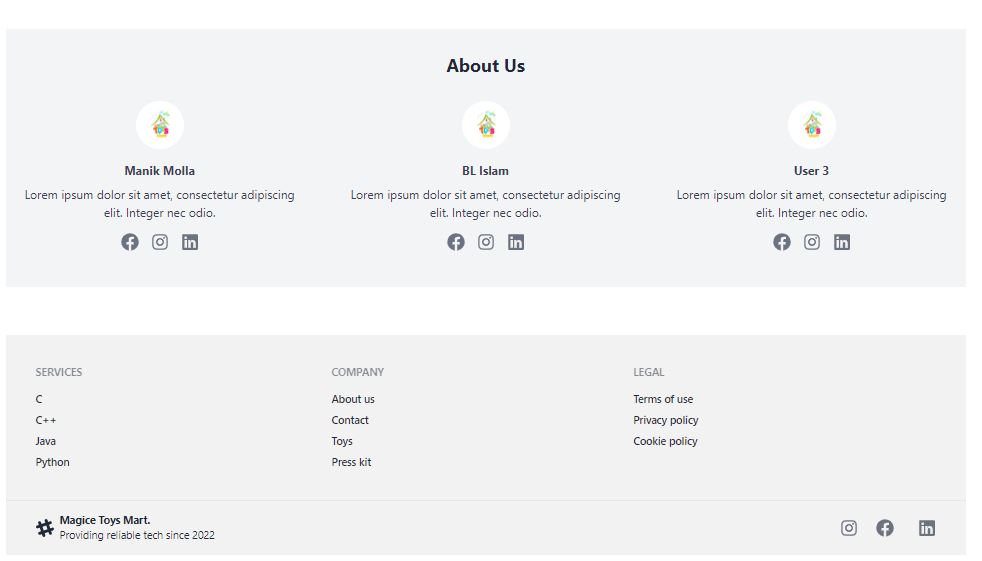 About Us
TOYS TOYS TOYS
Manik Molla BL Islam User 3
Lorem ipsum dolor sit amet, consectetur adipiscing Lorem ipsum dolor sit amet, consectetur adipiscing Lorem ipsum dolor sit amet, consectetur adipiscing
elit. Integer nec odio. elit. Integer nec odio. elit. Integer nec odio.
SERVICES
C
C++
Java
Python
COMPANY
About us
Contact
Toys
Press kit
LEGAL
Terms of use
Privacy policy
Cookie policy
Magice Toys Mart.
Providing reliable tech since 2022